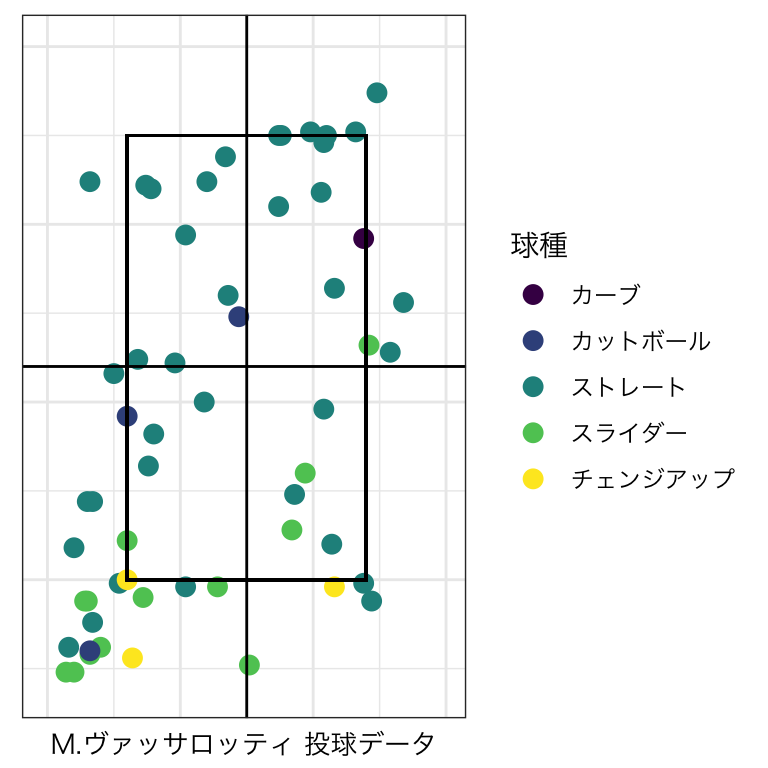 球種
カーブ
カットボール
ストレート
スライダー
チェンジアップ
M.ヴァッサロッティ 投球データ